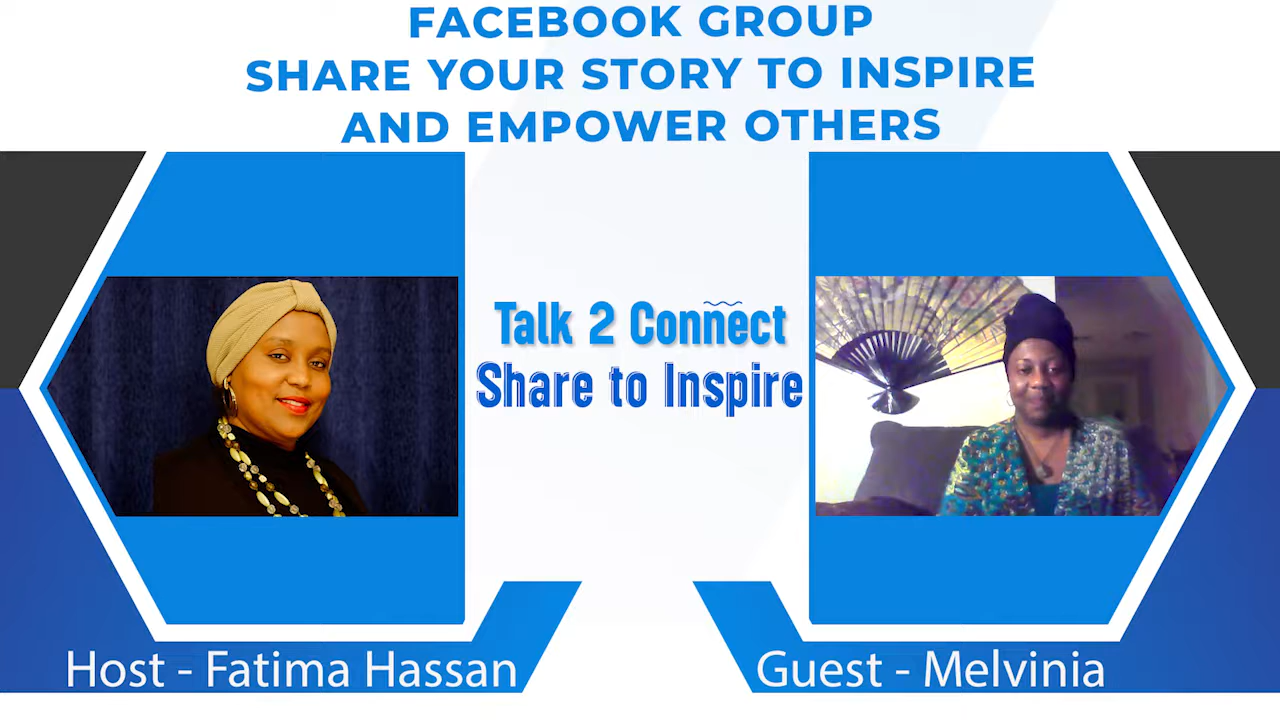 FACEBOOK GROUP
SHARE YOUR STORY TO INSPIRE
AND EMPOWER OTHERS
Talk 2 Connect
Share to Inspire
Host - Fatima Hassan
Guest - Melvinia